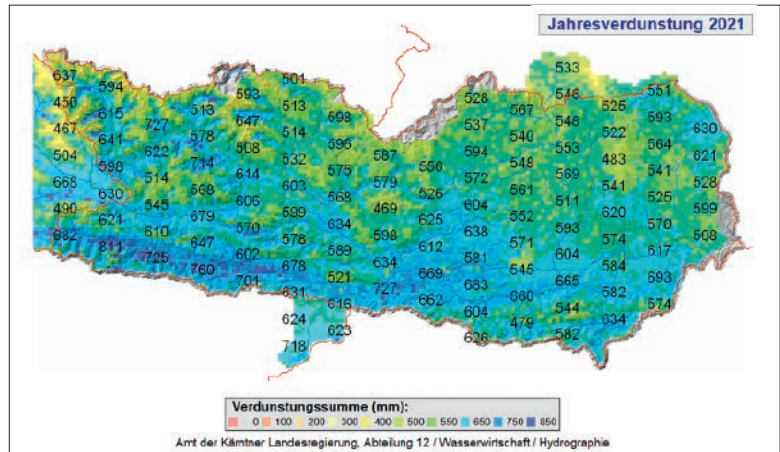 Jahresverdunstung 2021
533
501
637 594 593 551
450 513 528 567 546 525
615 513 698 593
467 727 647 537 548 522 630
641 578 514 596 540 564
504 622 508 587 594 553 483 621
598 714 532 575 556 548 541
668 514 614 579 572 569 541 528
630 568 603 568 526 561 525
490 545 606 469 604 511 620 599
621 679 599 634 625 552 570
682 610 570 598 638 593 574 508
811 647 578 589 612 571 617
725 602 634 591 604 584
760 678 521 669 545 693
701 727 683 665 582
631 616 662 660 544 574
624 623 604 479 634
718 626 582
Verdunstungssumme (mm):
0 100 200 300 400 500 550 650 750 850
Amt der Kärntner Landesregierung, Abteilung 12 / Wasserwirtschaft / Hydrographie